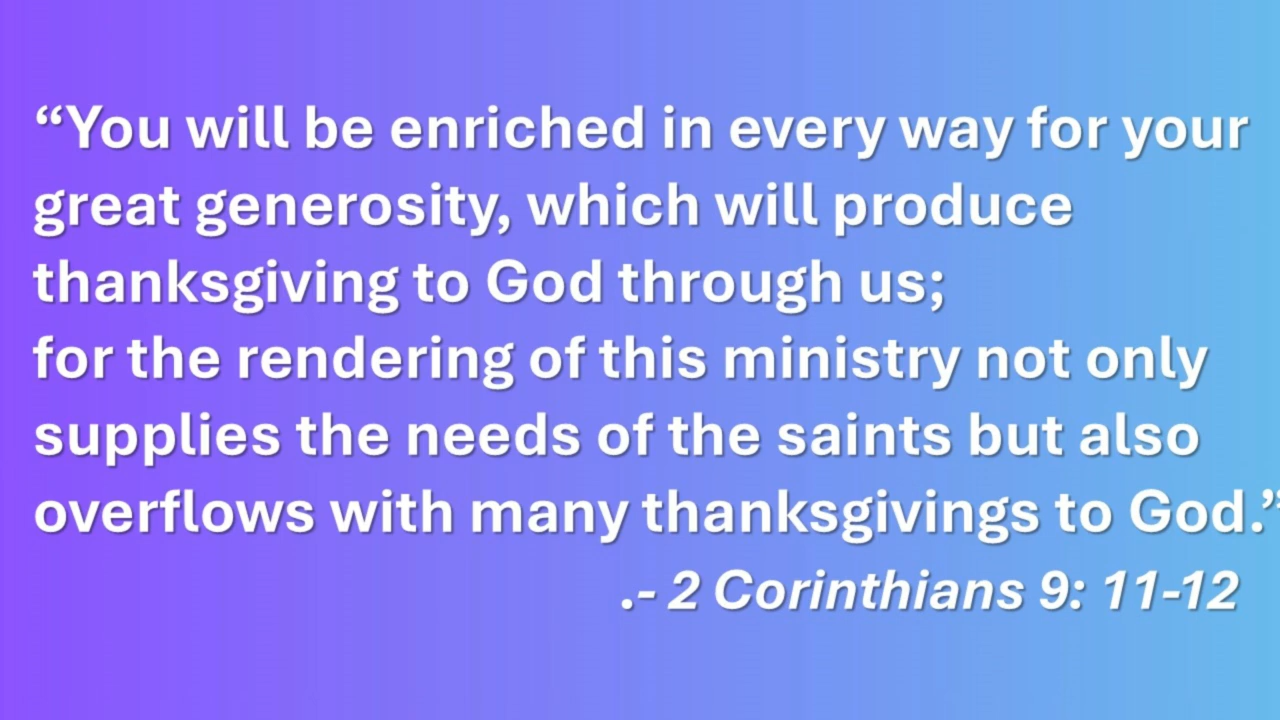 “You will be enriched in every way for your
great generosity, which will produce
thanksgiving to God through us;
for the rendering of this ministry not only
supplies the needs of the saints but also
overflows with many thanksgivings to God.”
.- 2 Corinthians 9: 11-12